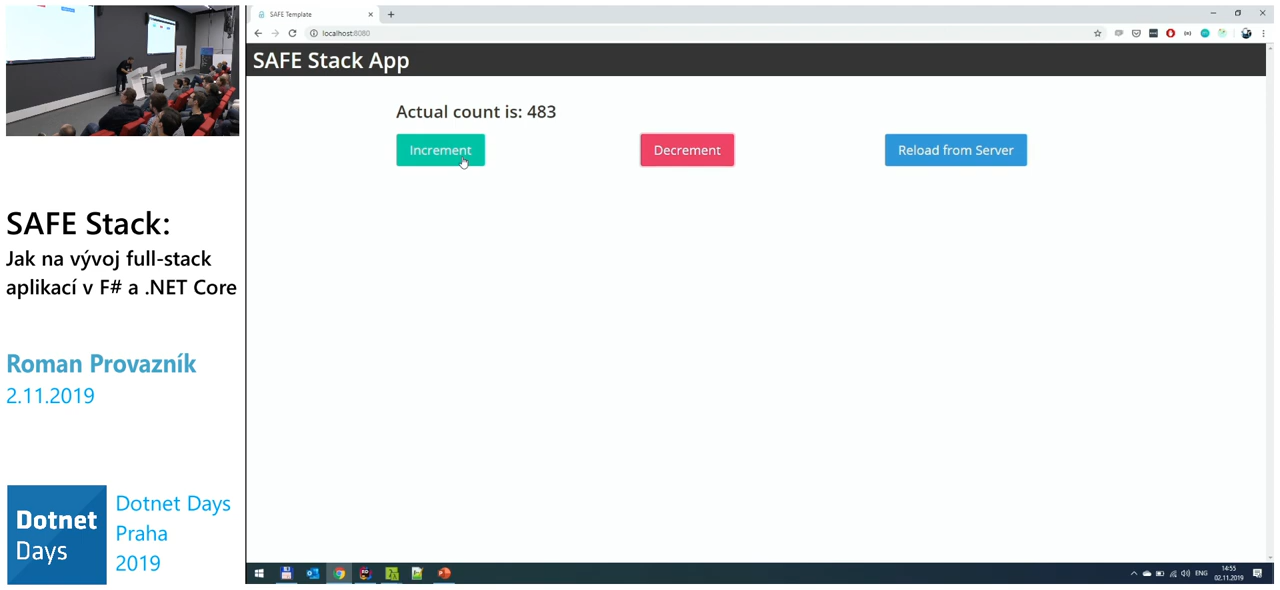 SAFE Template
localhost:8080
SAFE Stack App
Actual count is: 483
Increment
Decrement
Reload from Server
SAFE Stack:
Jak na vývoj full-stack
aplikací v F# a .NET Core
Roman Provazník
2.11.2019
Dotnet
Days
Dotnet Days
Praha
2019
ENG
14:55
02.11.2019